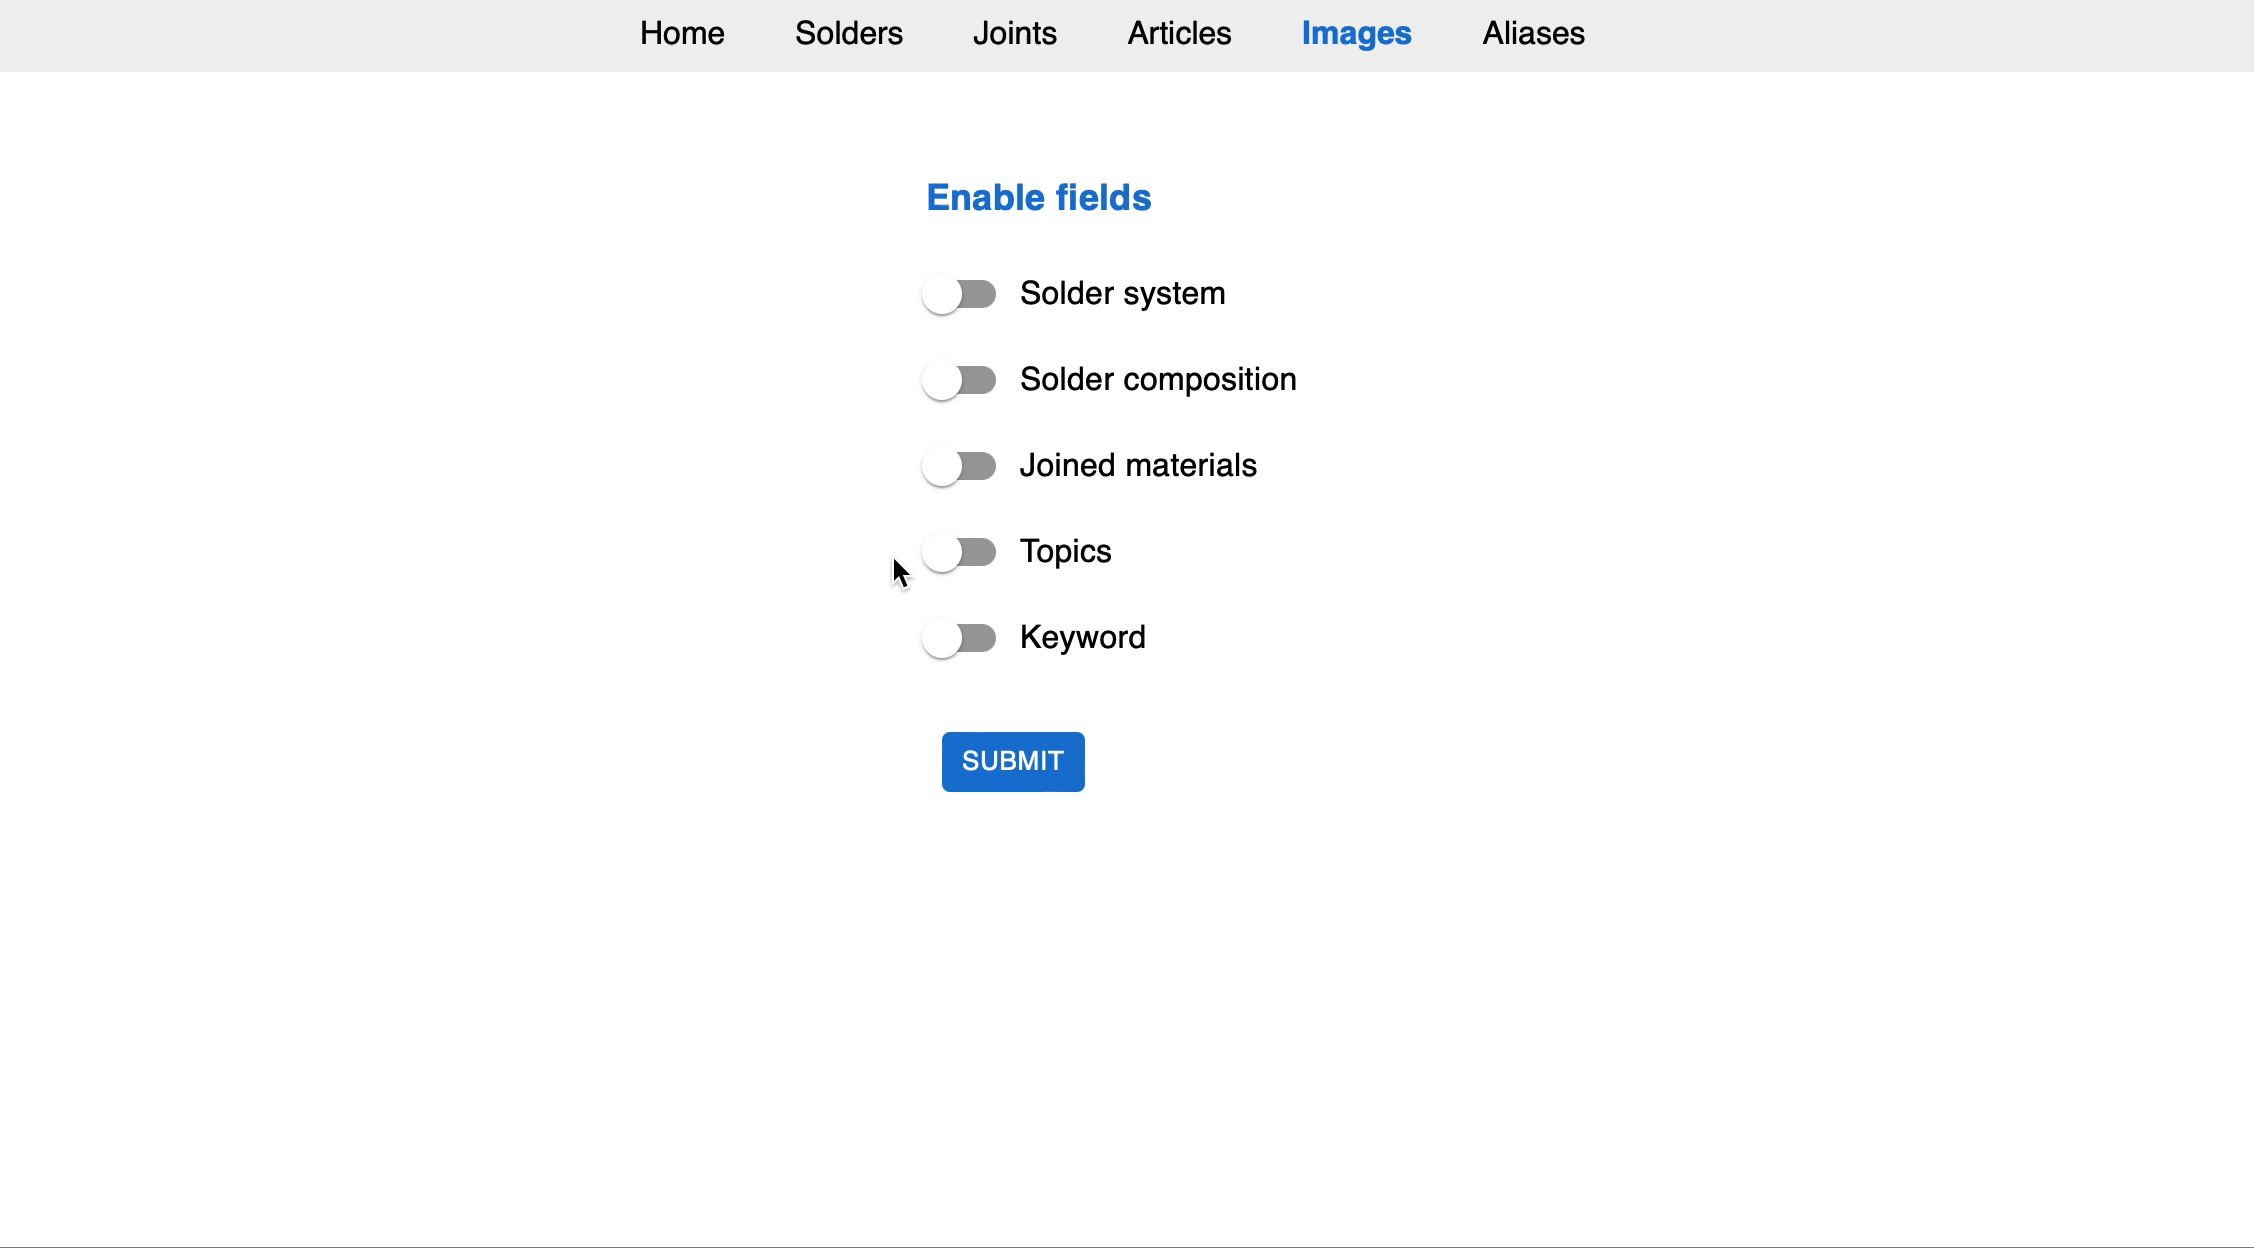 Home Solders Joints Articles Images Aliases
Enable fields
Solder system
Solder composition
Joined materials
Topics
Keyword
SUBMIT